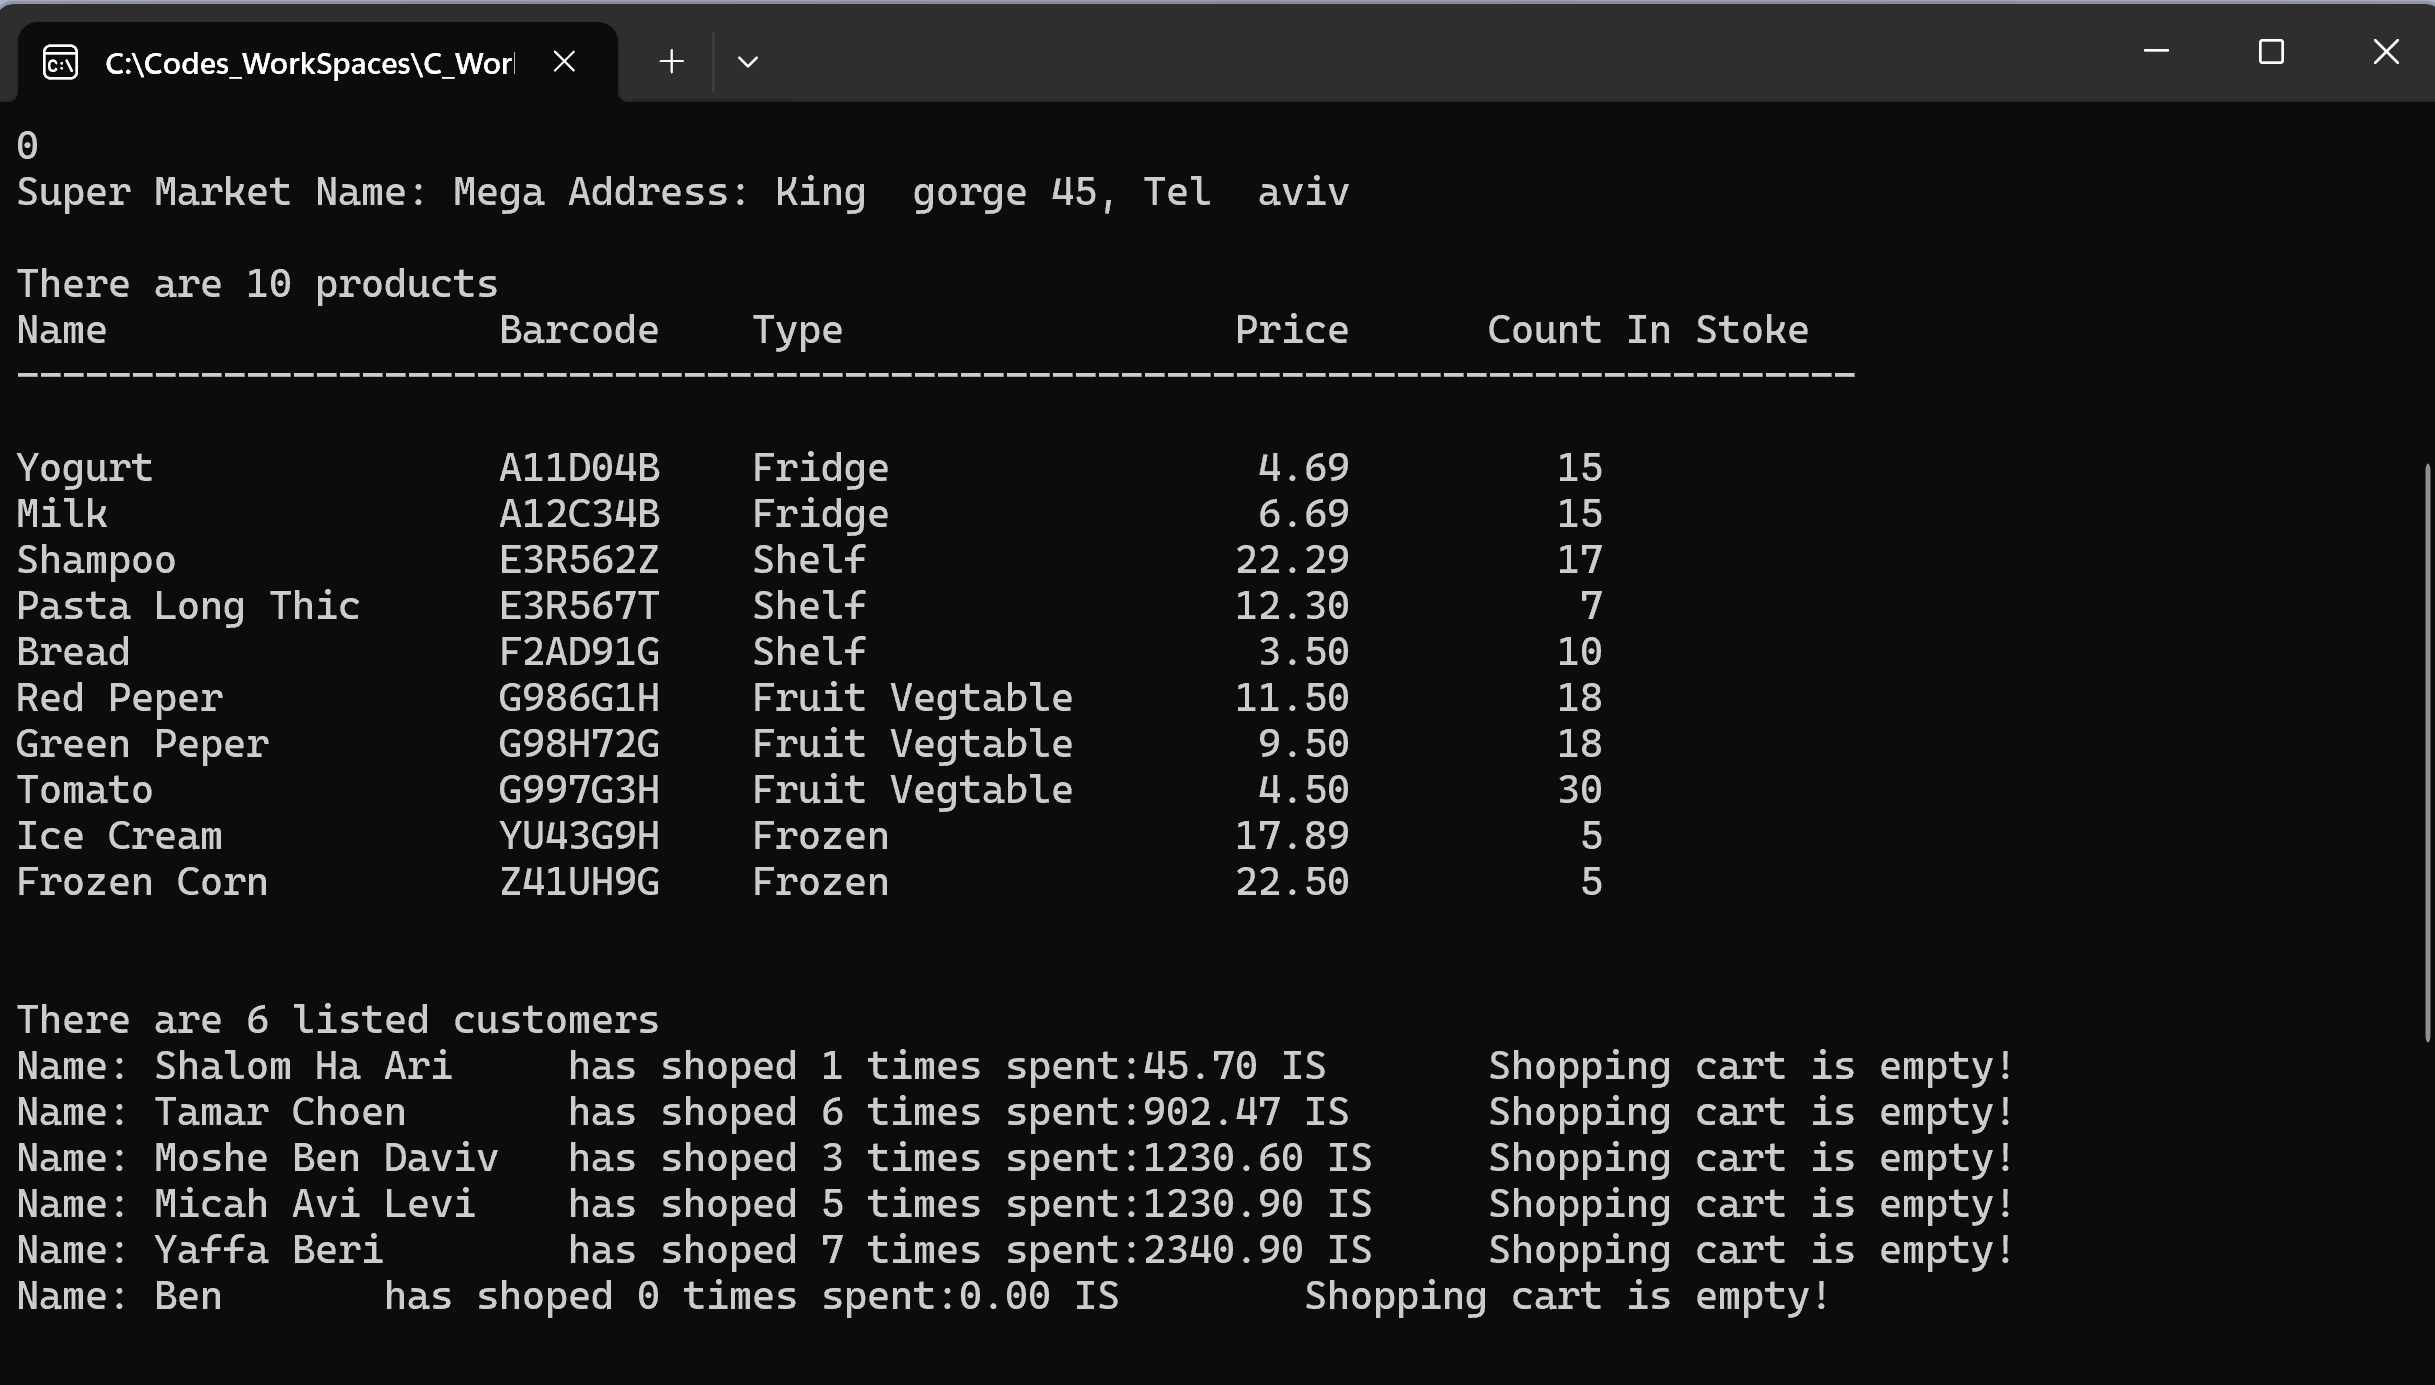 C:\Codes_WorkSpaces\C_Wor
0
Super Market Name: Mega Address: King  gorge 45, Tel  aviv
There are 10 products
Name                 Barcode    Type                 Price      Count In Stoke
--------------------------------------------------------------------------------
Yogurt               A11D04B    Fridge                4.69         15
Milk                 A12C34B    Fridge                6.69         15
Shampoo              E3R562Z    Shelf                22.29         17
Pasta Long Thic      E3R567T    Shelf                12.30          7
Bread                F2AD91G    Shelf                 3.50         10
Red Peper            G986G1H    Fruit Vegtable       11.50         18
Green Peper          G98H72G    Fruit Vegtable        9.50         18
Tomato               G997G3H    Fruit Vegtable        4.50         30
Ice Cream            YU43G9H    Frozen               17.89          5
Frozen Corn          Z41UH9G    Frozen               22.50          5
There are 6 listed customers
Name: Shalom Ha Ari     has shoped 1 times spent:45.70 IS       Shopping cart is empty!
Name: Tamar Choen       has shoped 6 times spent:902.47 IS      Shopping cart is empty!
Name: Moshe Ben Daviv   has shoped 3 times spent:1230.60 IS     Shopping cart is empty!
Name: Micah Avi Levi    has shoped 5 times spent:1230.90 IS     Shopping cart is empty!
Name: Yaffa Beri        has shoped 7 times spent:2340.90 IS     Shopping cart is empty!
Name: Ben       has shoped 0 times spent:0.00 IS        Shopping cart is empty!